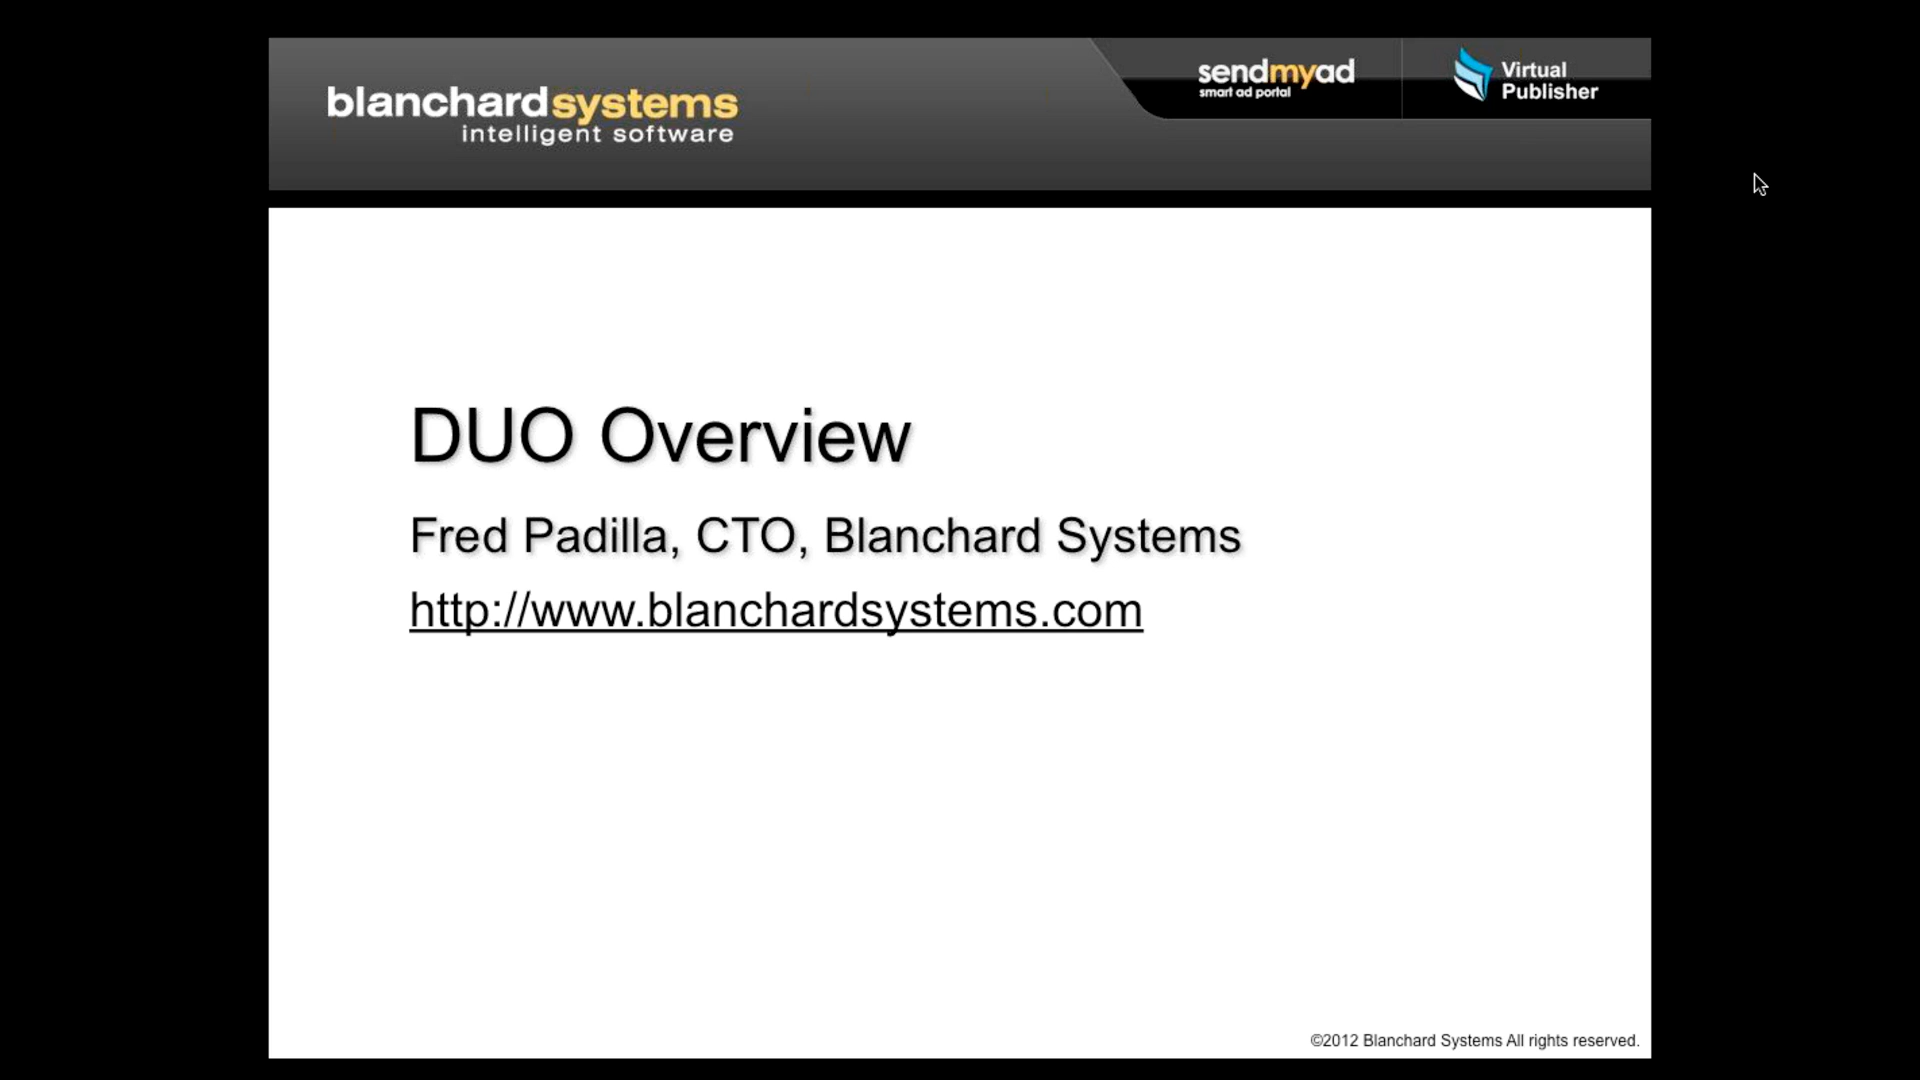 blanchardsystems
intelligent software
sendmyad
smart ad portal
Virtual
Publisher
DUO Overview
Fred Padilla, CTO, Blanchard Systems
http://www.blanchardsystems.com
©2012 Blanchard Systems All rights reserved.